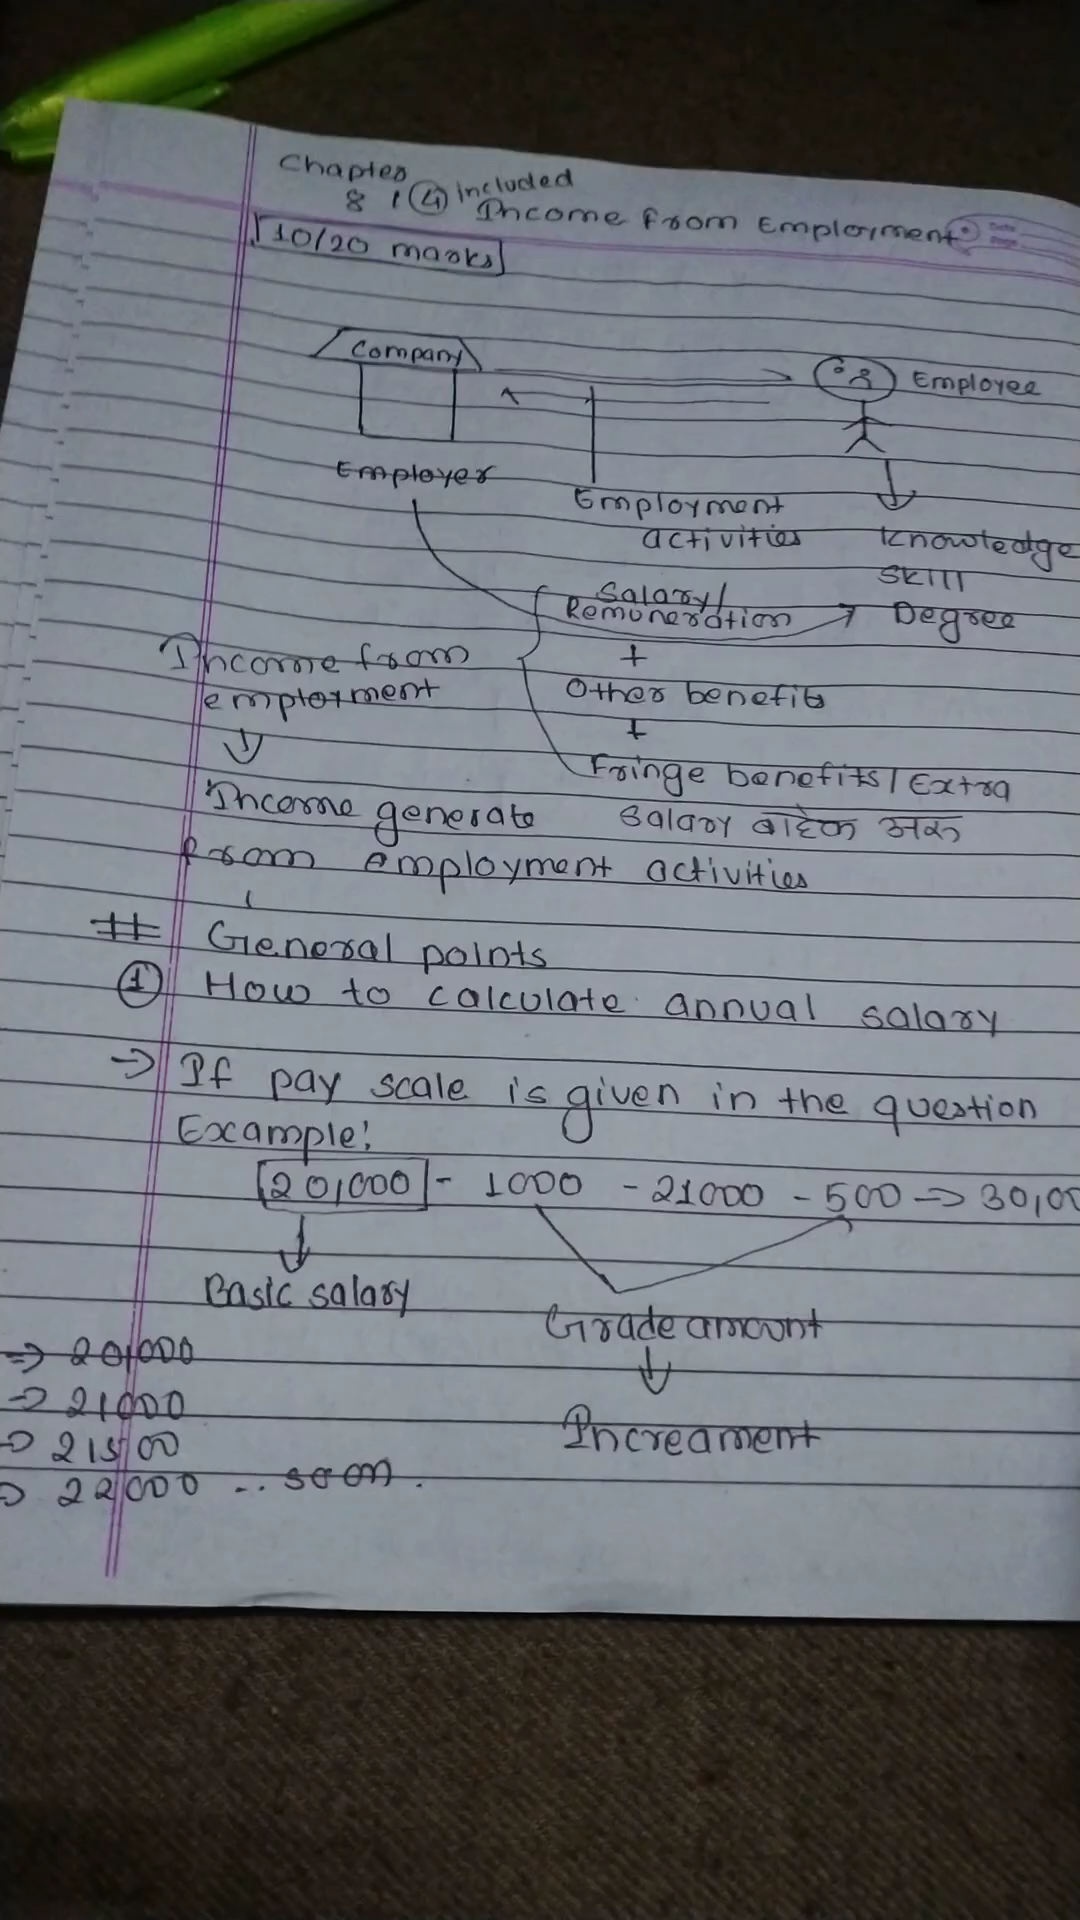 Chapter
8 1 (4) included
Income from Employment
10/20 marks
Company
Employee
Employer
Employment
activities
Knowledge
Skill
Degree
Salary/
Remuneration
+
Other benefits
+
Fringe benefits / Extra
salary बाहेक अरू
Income from
employment
Income generate
from employment activities
# General points
① How to calculate annual salary
→ If pay scale is given in the question
Example:
20,000 - 1000 - 21000 - 500 → 30,00
Basic salary
Grade amount
Increament
⇒ 20,000
→ 21000
→ 21500
→ 22000 .. soon.